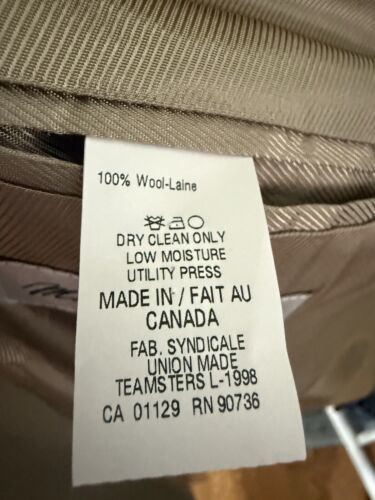 100% Wool-Laine
DRY CLEAN ONLY
LOW MOISTURE
UTILITY PRESS
MADE IN / FAIT AU
CANADA
FAB. SYNDICALE
UNION MADE
TEAMSTERS L-1998
CA 01129 RN 90736